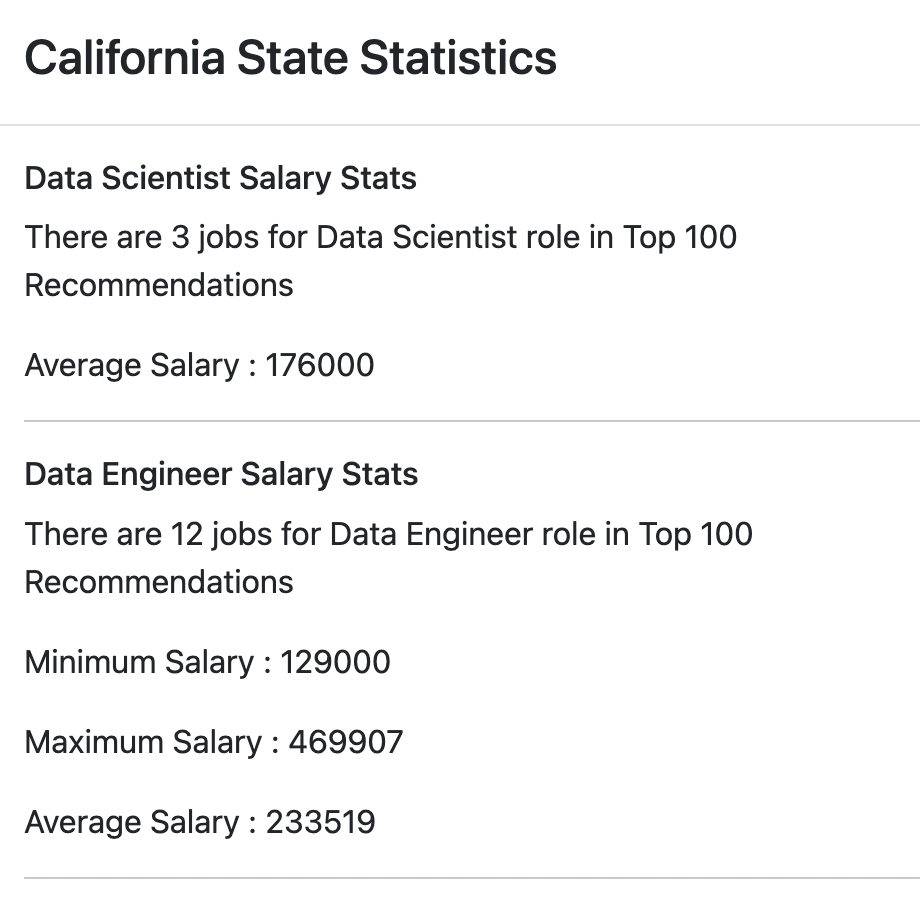 California State Statistics
Data Scientist Salary Stats
There are 3 jobs for Data Scientist role in Top 100
Recommendations
Average Salary : 176000
Data Engineer Salary Stats
There are 12 jobs for Data Engineer role in Top 100
Recommendations
Minimum Salary : 129000
Maximum Salary : 469907
Average Salary : 233519